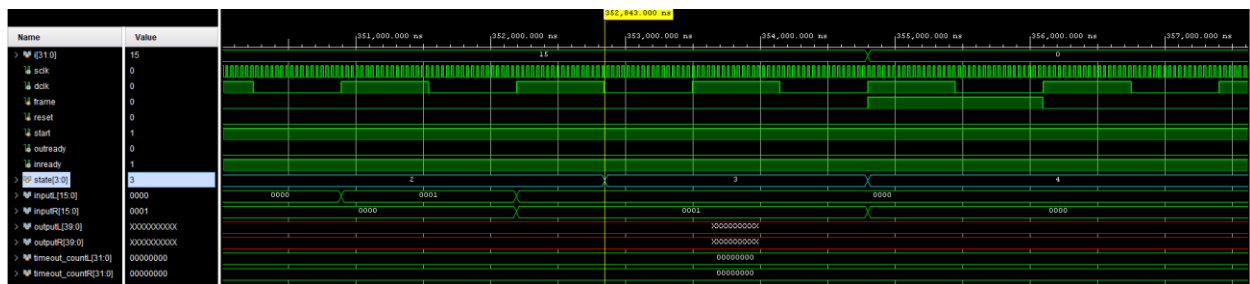 352,843.000 ns
Name Value
351,000.000 ns 352,000.000 ns 353,000.000 ns 354,000.000 ns 355,000.000 ns 356,000.000 ns 357,000.000 ns
i[31:0] 15 15 0
sclk 0
dclk 0
frame 0
reset 0
start 1
outready 0
inready 1
state[3:0] 3 2 3 4
inputL[15:0] 0000 0000 0001 0000
inputR[15:0] 0001 0000 0001 0000
outputL[39:0] XXXXXXXXXX XXXXXXXXXX
outputR[39:0] XXXXXXXXXX XXXXXXXXXX
timeout_countL[31:0] 00000000 00000000
timeout_countR[31:0] 00000000 00000000